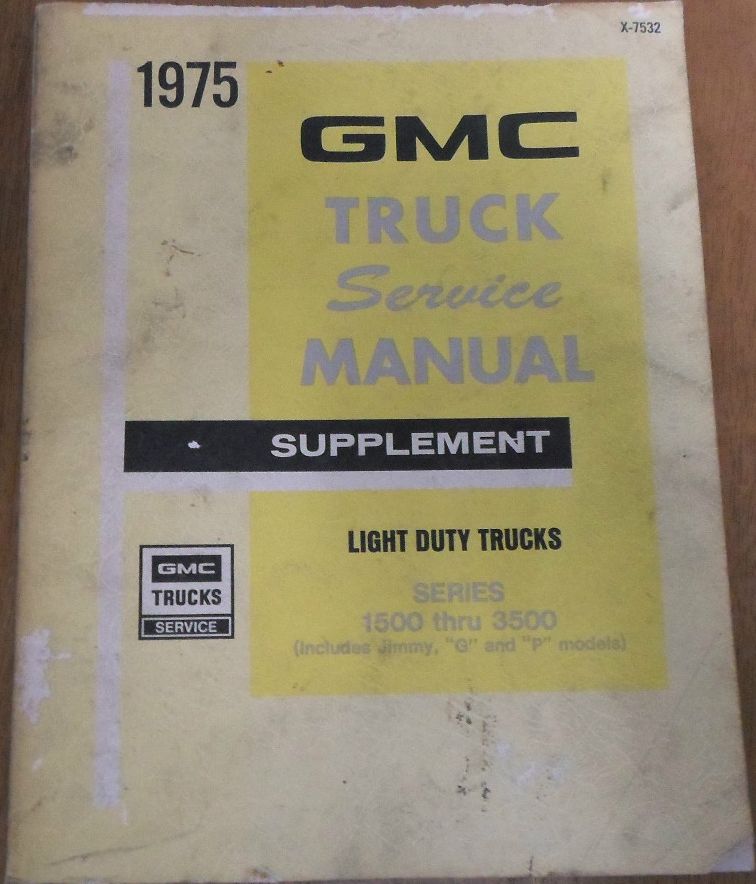 X-7532
1975
GMC
TRUCK
Service
MANUAL
SUPPLEMENT
LIGHT DUTY TRUCKS
SERIES
1500 thru 3500
(Includes Jimmy, "G" and "P" models)
GMC
TRUCKS
SERVICE